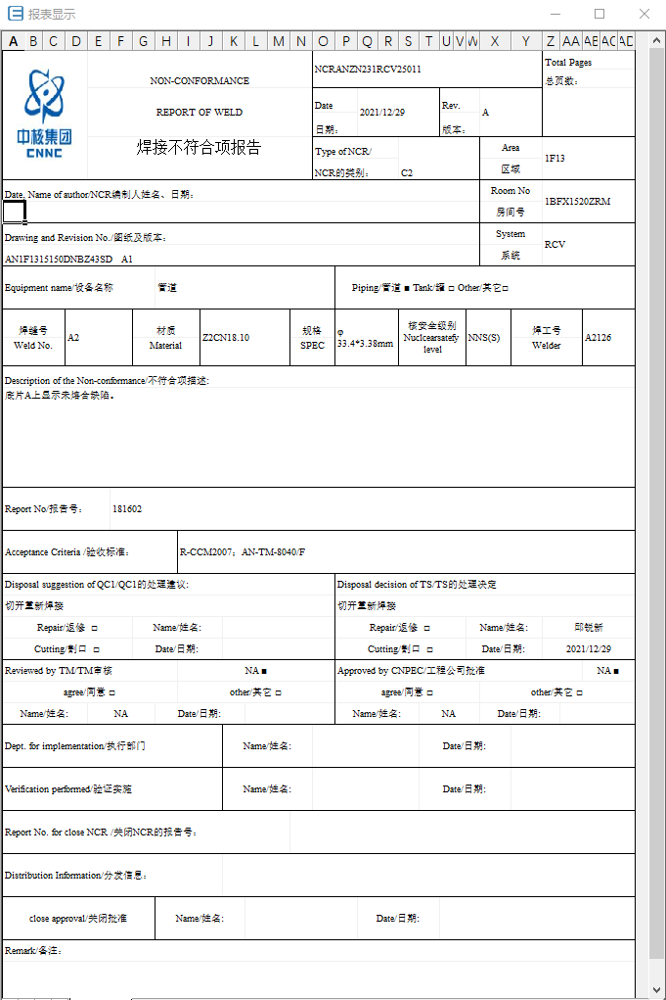 报表显示
A B C D E F G H I J K L M N O P Q R S T U V W X Y Z AA AB AC AD
中核集团
CNNC
NON-CONFORMANCE
REPORT OF WELD
焊接不符合项报告
NCRANZN231RCV25011
Total Pages
总页数:
Date
日期:
2021/12/29
Rev.
版本:
A
Type of NCR/
NCR的类别:
C2
Area
区域
1F13
Date, Name of author/NCR编制人姓名、日期:
Room No
房间号
1BFX1520ZRM
Drawing and Revision No./图纸及版本:
AN1F1315150DNBZ43SD A1
System
系统
RCV
Equipment name/设备名称
管道
Piping/管道 ■ Tank/罐 □ Other/其它□
焊缝号
Weld No.
A2
材质
Material
Z2CN18.10
规格
SPEC
φ
33.4*3.38mm
核安全级别
Nuclcearsatefy
level
NNS(S)
焊工号
Welder
A2126
Description of the Non-conformance/不符合项描述:
底片A上显示未熔合缺陷。
Report No/报告号:
181602
Acceptance Criteria /验收标准:
R-CCM2007; AN-TM-8040/F
Disposal suggestion of QC1/QC1的处理建议:
切开重新焊接
Repair/返修 □
Name/姓名:
Cutting/割口 □
Date/日期:
Disposal decision of TS/TS的处理决定
切开重新焊接
Repair/返修 □
Name/姓名:
邱锐新
Cutting/割口 □
Date/日期:
2021/12/29
Reviewed by TM/TM审核
NA ■
agree/同意 □
other/其它 □
Name/姓名:
NA
Date/日期:
Approved by CNPEC/工程公司批准
NA ■
agree/同意 □
other/其它 □
Name/姓名:
NA
Date/日期:
Dept. for implementation/执行部门
Name/姓名:
Date/日期:
Verification performed/验证实施
Name/姓名:
Date/日期:
Report No. for close NCR /关闭NCR的报告号:
Distribution Information/分发信息:
close approval/关闭批准
Name/姓名:
Date/日期:
Remark/备注: